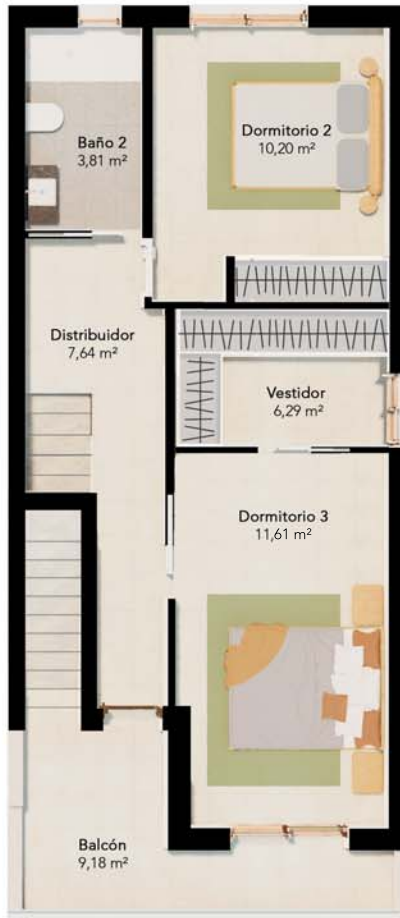 Baño 2
3,81 m²
Dormitorio 2
10,20 m²
Distribuidor
7,64 m²
Vestidor
6,29 m²
Dormitorio 3
11,61 m²
Balcón
9,18 m²